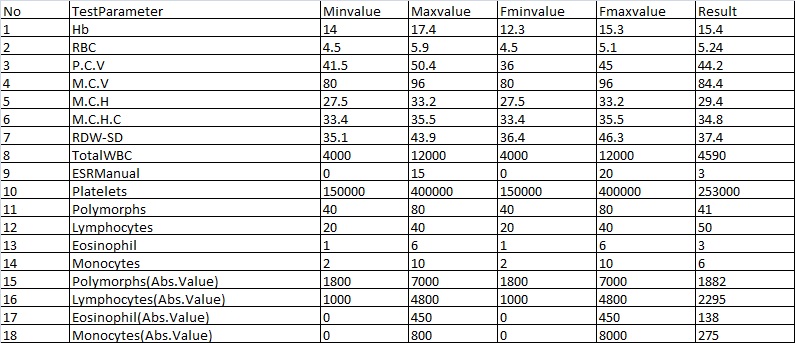 No TestParameter Minvalue Maxvalue Fminvalue Fmaxvalue Result
1 Hb 14 17.4 12.3 15.3 15.4
2 RBC 4.5 5.9 4.5 5.1 5.24
3 P.C.V 41.5 50.4 36 45 44.2
4 M.C.V 80 96 80 96 84.4
5 M.C.H 27.5 33.2 27.5 33.2 29.4
6 M.C.H.C 33.4 35.5 33.4 35.5 34.8
7 RDW-SD 35.1 43.9 36.4 46.3 37.4
8 TotalWBC 4000 12000 4000 12000 4590
9 ESRManual 0 15 0 20 3
10 Platelets 150000 400000 150000 400000 253000
11 Polymorphs 40 80 40 80 41
12 Lymphocytes 20 40 20 40 50
13 Eosinophil 1 6 1 6 3
14 Monocytes 2 10 2 10 6
15 Polymorphs(Abs.Value) 1800 7000 1800 7000 1882
16 Lymphocytes(Abs.Value) 1000 4800 1000 4800 2295
17 Eosinophil(Abs.Value) 0 450 0 450 138
18 Monocytes(Abs.Value) 0 800 0 8000 275